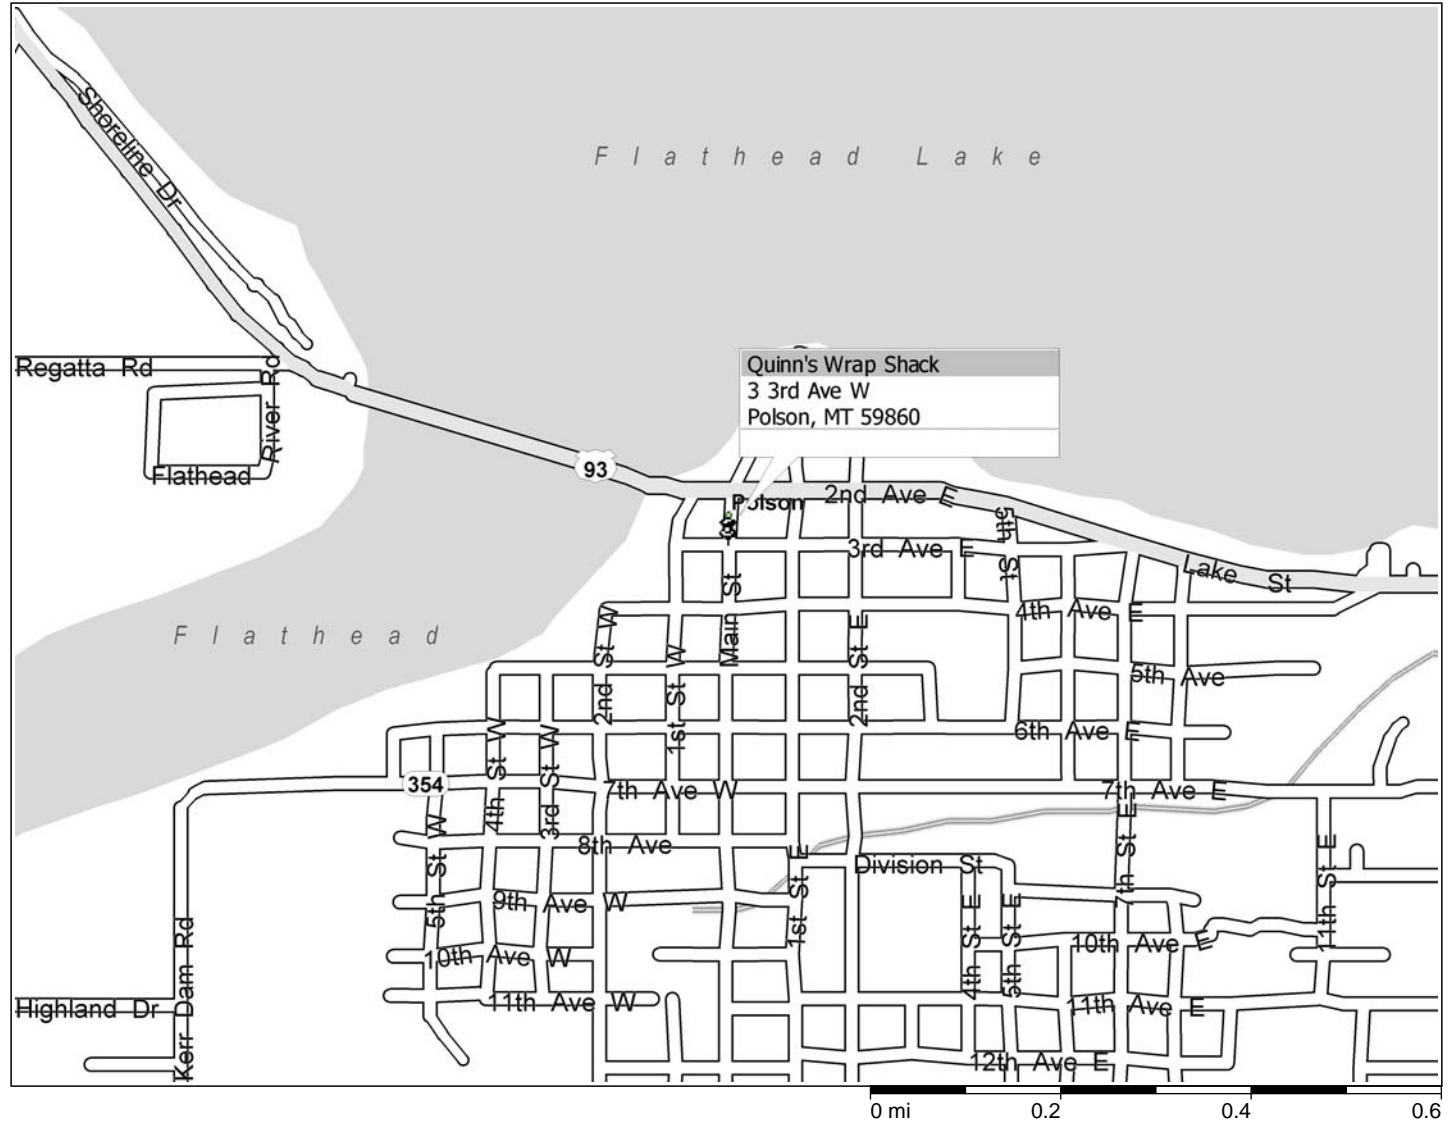 Shoreline Dr
Flathead Lake
Regatta Rd
River Rd
Flathead
Quinn's Wrap Shack
3 3rd Ave W
Polson, MT 59860
93
Polson
2nd Ave E
5th St
3rd Ave E
Lake St
Main St
4th Ave E
Flathead
2nd St W
1st St W
2nd St E
5th Ave
6th Ave E
354
4th St W
3rd St W
7th Ave W
7th Ave E
5th St W
8th Ave
1st St E
Division St
7th St E
11th St E
9th Ave W
4th St E
5th St E
10th Ave W
10th Ave E
Kerr Dam Rd
Highland Dr
11th Ave W
11th Ave E
12th Ave E
0 mi 0.2 0.4 0.6